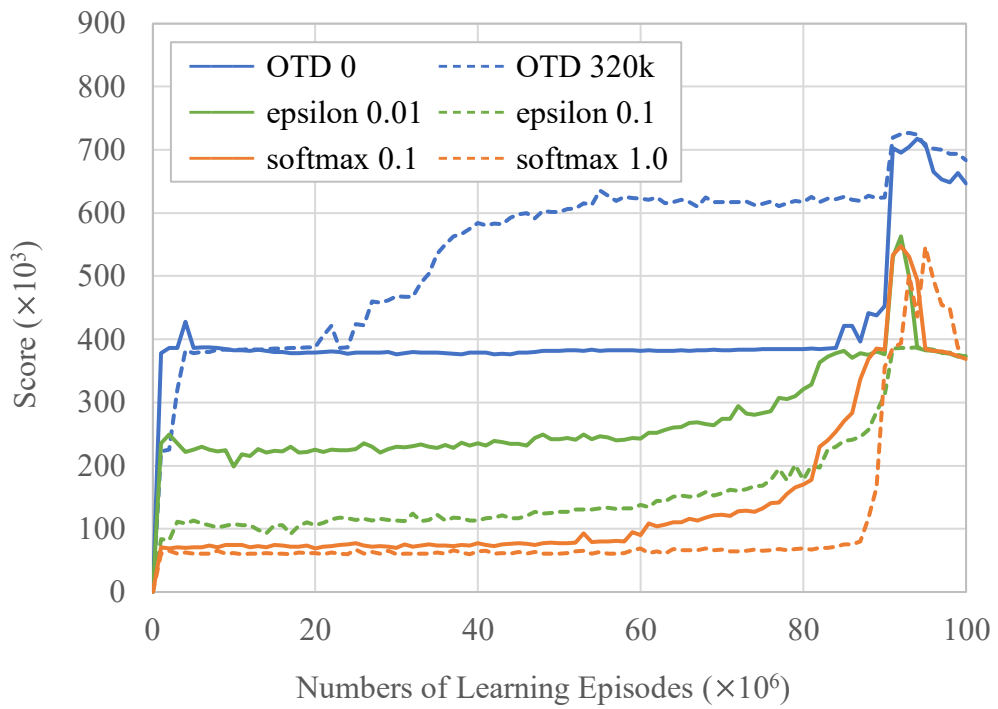 900
800
700
600
500
400
300
200
100
0
Score (×10³)
OTD 0
OTD 320k
epsilon 0.01
epsilon 0.1
softmax 0.1
softmax 1.0
0 20 40 60 80 100
Numbers of Learning Episodes (×10⁶)